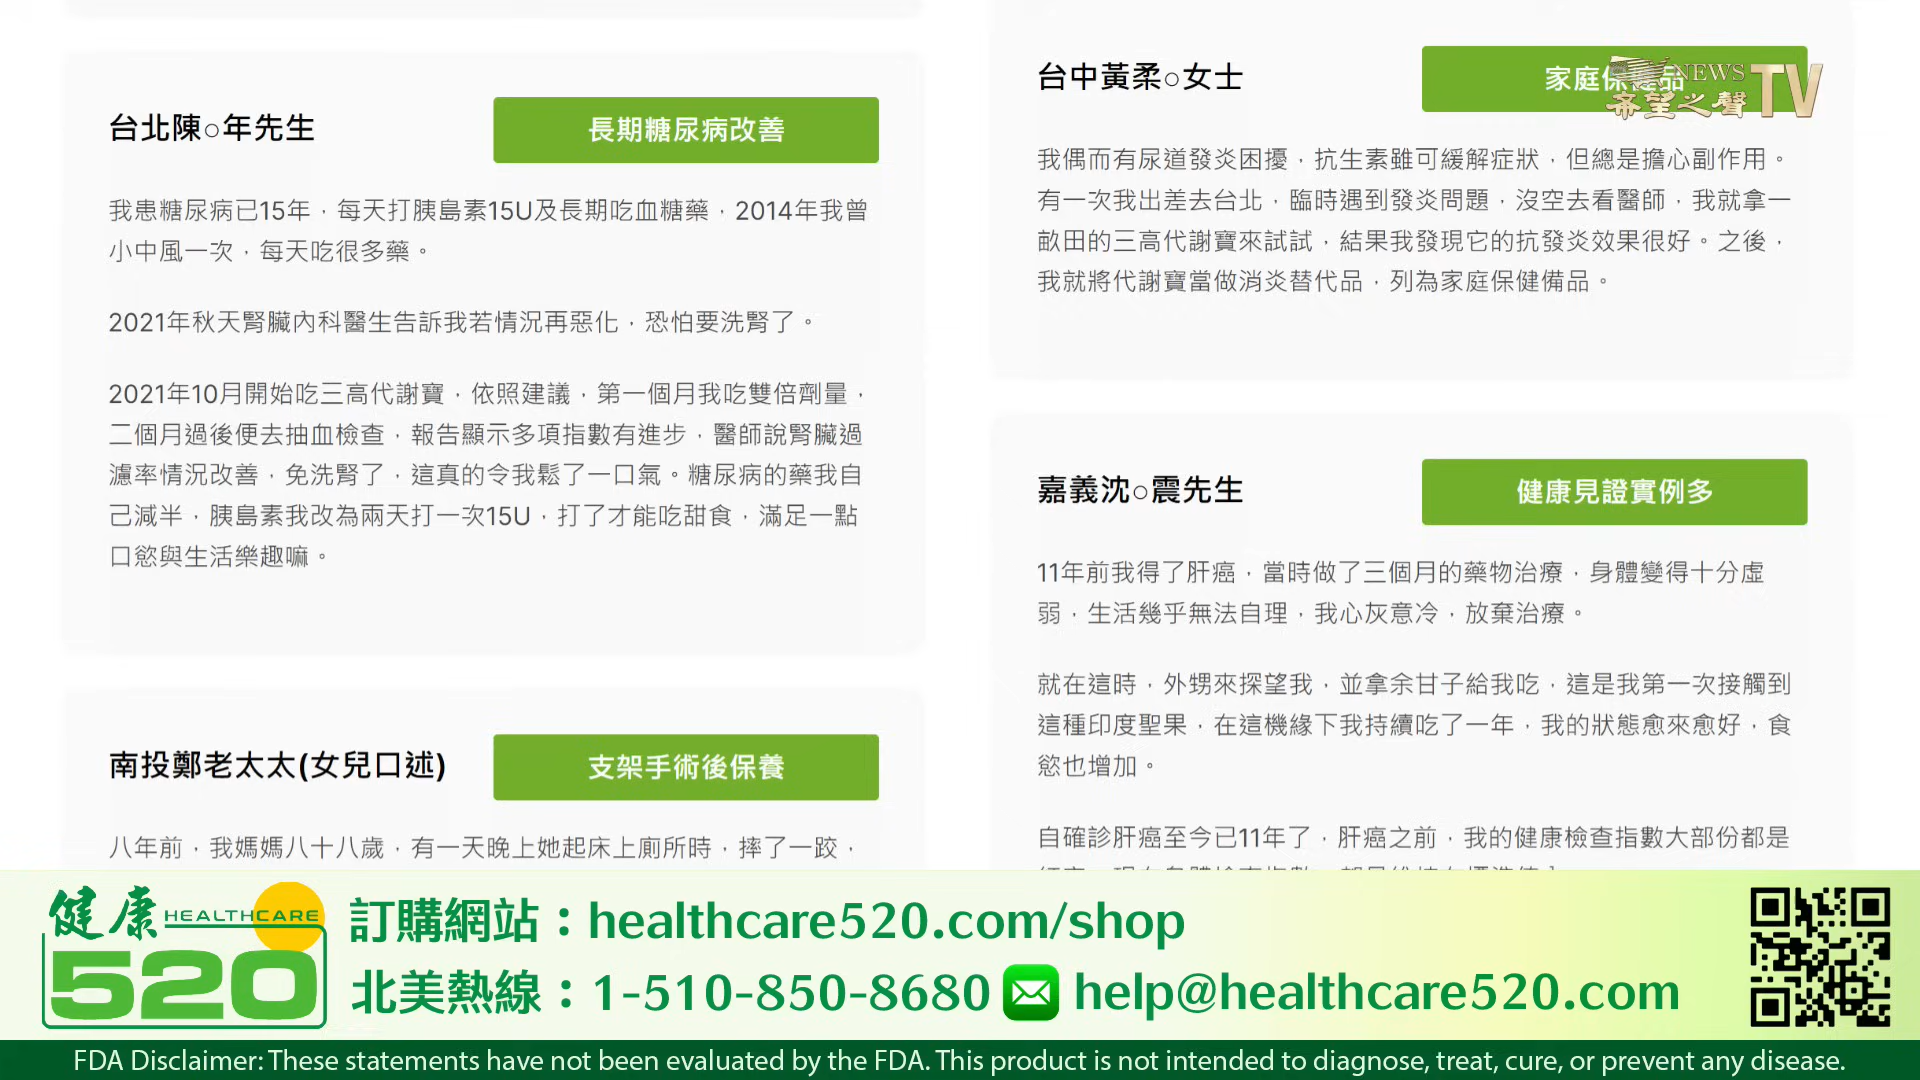 台北陳○年先生
長期糖尿病改善
我患糖尿病已15年，每天打胰島素15U及長期吃血糖藥，2014年我曾
小中風一次，每天吃很多藥。
2021年秋天腎臟內科醫生告訴我若情況再惡化，恐怕要洗腎了。
2021年10月開始吃三高代謝寶，依照建議，第一個月我吃雙倍劑量，
二個月過後便去抽血檢查，報告顯示多項指數有進步，醫師說腎臟過
濾率情況改善，免洗腎了，這真的令我鬆了一口氣。糖尿病的藥我自
己減半，胰島素我改為兩天打一次15U，打了才能吃甜食，滿足一點
口慾與生活樂趣嘛。
南投鄭老太太(女兒口述)
支架手術後保養
八年前，我媽媽八十八歲，有一天晚上她起床上廁所時，摔了一跤，
台中黃柔○女士
家庭保健品
NEWS
希望之聲TV
我偶而有尿道發炎困擾，抗生素雖可緩解症狀，但總是擔心副作用。
有一次我出差去台北，臨時遇到發炎問題，沒空去看醫師，我就拿一
畝田的三高代謝寶來試試，結果我發現它的抗發炎效果很好。之後，
我就將代謝寶當做消炎替代品，列為家庭保健備品。
嘉義沈○震先生
健康見證實例多
11年前我得了肝癌，當時做了三個月的藥物治療，身體變得十分虛
弱，生活幾乎無法自理，我心灰意冷，放棄治療。
就在這時，外甥來探望我，並拿余甘子給我吃，這是我第一次接觸到
這種印度聖果，在這機緣下我持續吃了一年，我的狀態愈來愈好，食
慾也增加。
自確診肝癌至今已11年了，肝癌之前，我的健康檢查指數大部份都是
健康 HEALTHCARE
520
訂購網站：healthcare520.com/shop
北美熱線：1-510-850-8680 help@healthcare520.com
FDA Disclaimer: These statements have not been evaluated by the FDA. This product is not intended to diagnose, treat, cure, or prevent any disease.